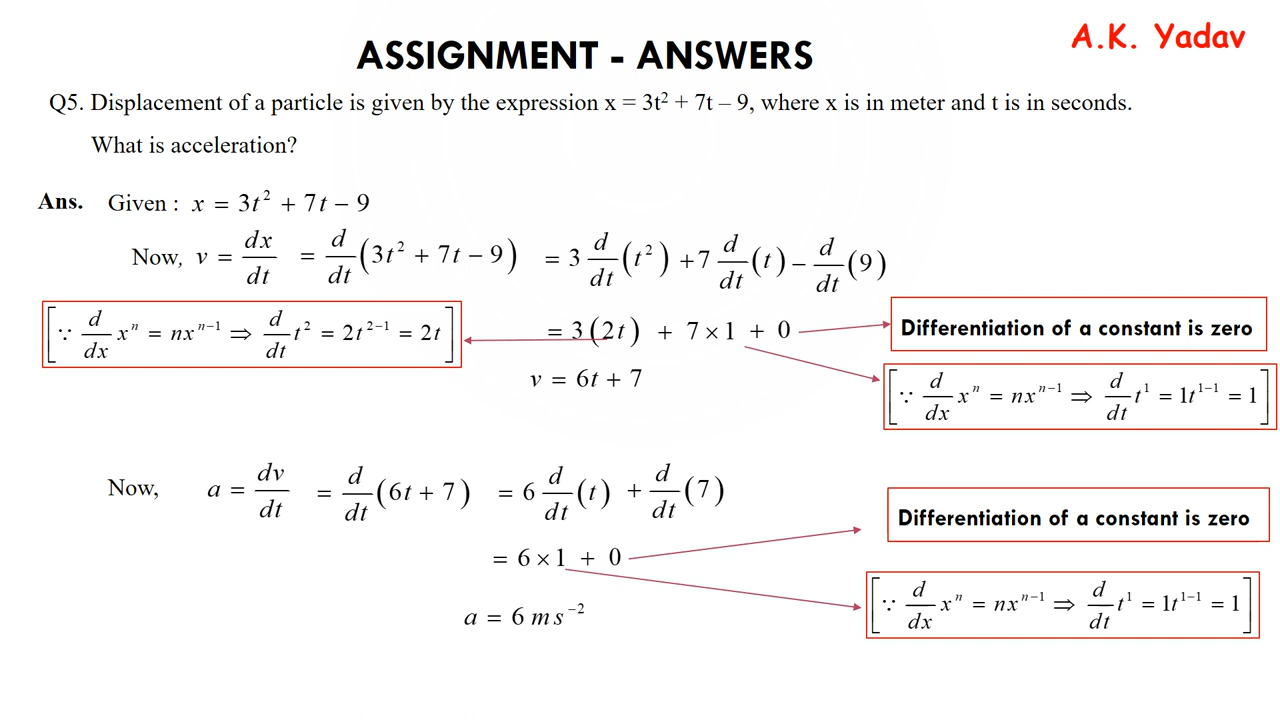 A.K. Yadav
ASSIGNMENT - ANSWERS
Q5. Displacement of a particle is given by the expression x = 3t² + 7t – 9, where x is in meter and t is in seconds.
What is acceleration?
Ans. Given : x = 3t² + 7t − 9
Now, v = dx/dt = d/dt (3t² + 7t − 9) = 3 d/dt (t²) + 7 d/dt (t) − d/dt (9)
[∵ d/dx xⁿ = nxⁿ⁻¹ ⇒ d/dt t² = 2t²⁻¹ = 2t]
= 3(2t) + 7 × 1 + 0
Differentiation of a constant is zero
v = 6t + 7
[∵ d/dx xⁿ = nxⁿ⁻¹ ⇒ d/dt t¹ = 1t¹⁻¹ = 1]
Now, a = dv/dt = d/dt (6t + 7) = 6 d/dt (t) + d/dt (7)
Differentiation of a constant is zero
= 6 × 1 + 0
[∵ d/dx xⁿ = nxⁿ⁻¹ ⇒ d/dt t¹ = 1t¹⁻¹ = 1]
a = 6 m s⁻²